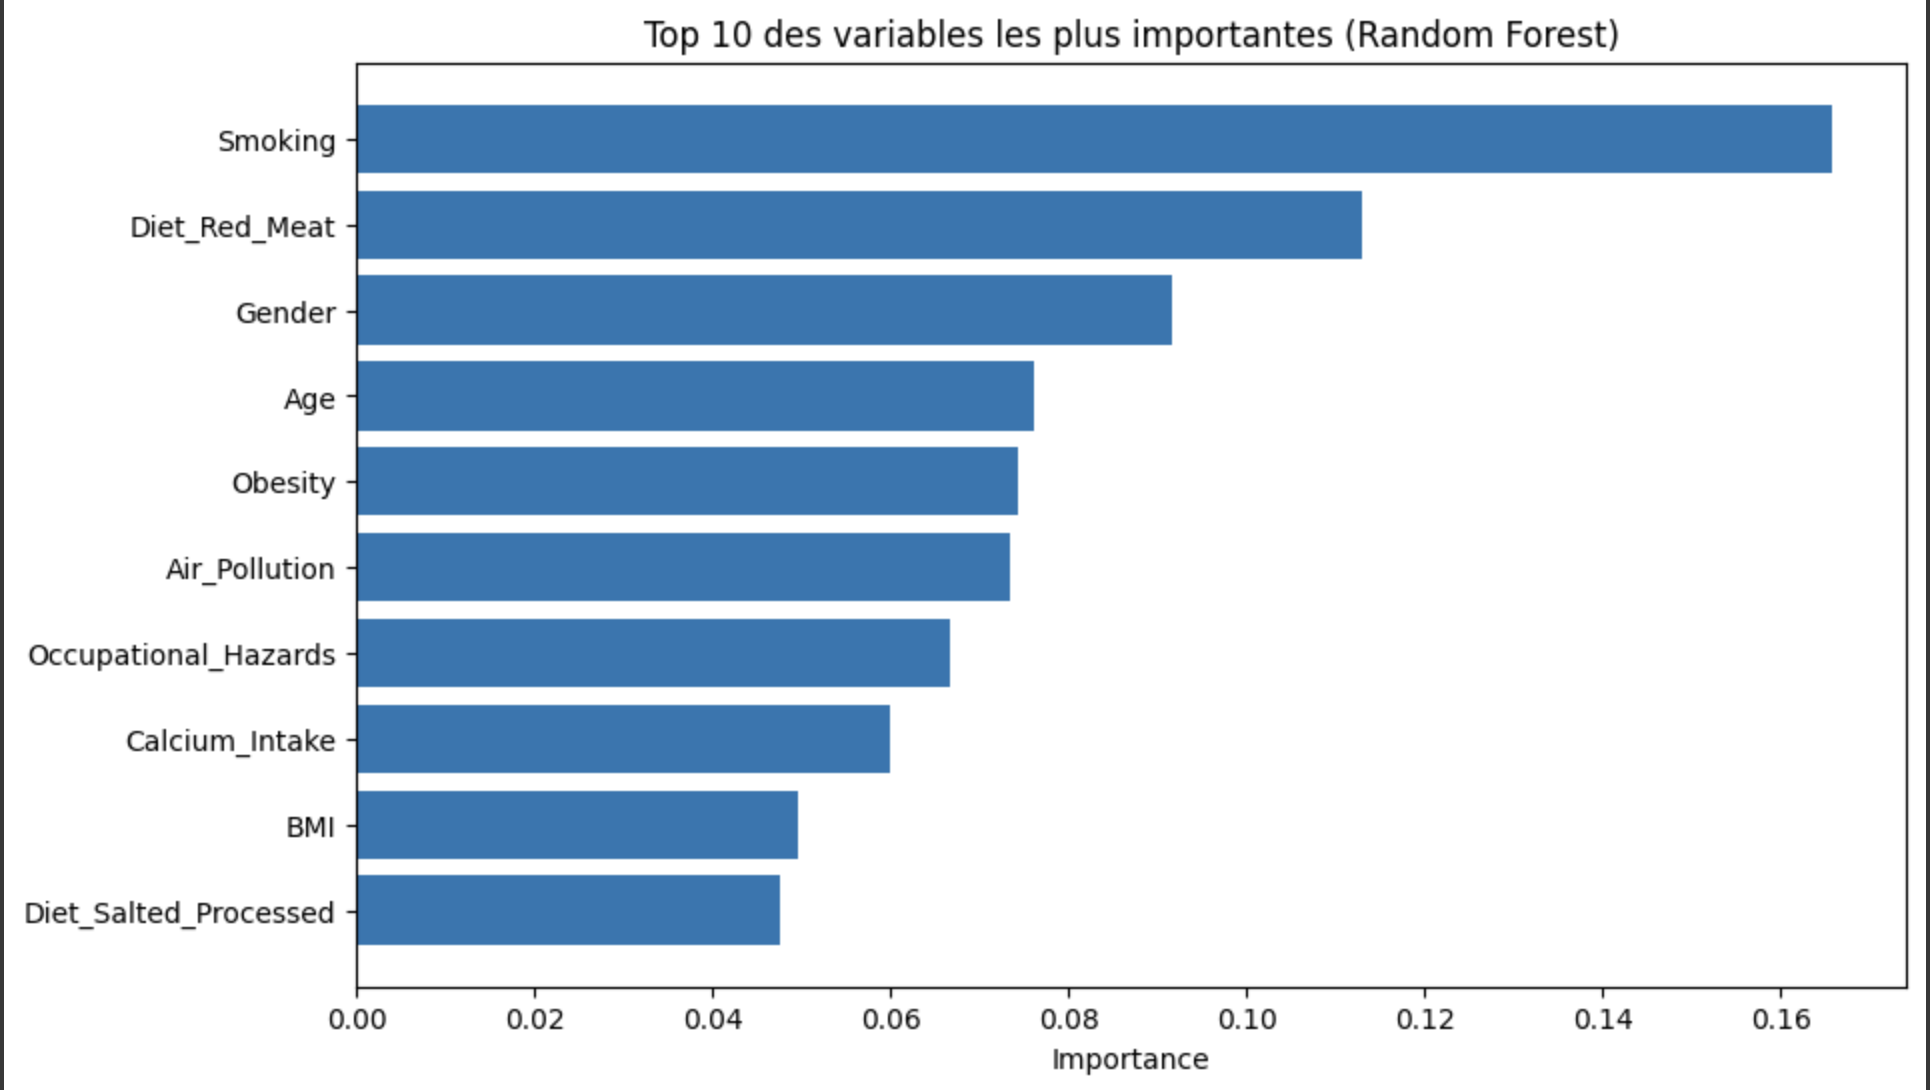 Top 10 des variables les plus importantes (Random Forest)
Smoking
Diet_Red_Meat
Gender
Age
Obesity
Air_Pollution
Occupational_Hazards
Calcium_Intake
BMI
Diet_Salted_Processed
0.00 0.02 0.04 0.06 0.08 0.10 0.12 0.14 0.16
Importance